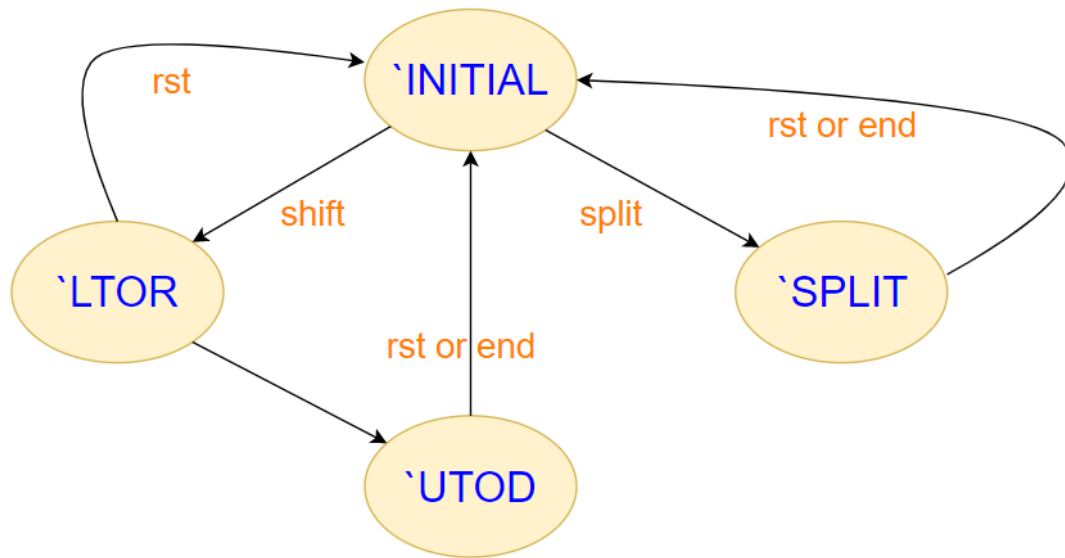 `INITIAL
rst
rst or end
shift
split
`LTOR
`SPLIT
rst or end
`UTOD